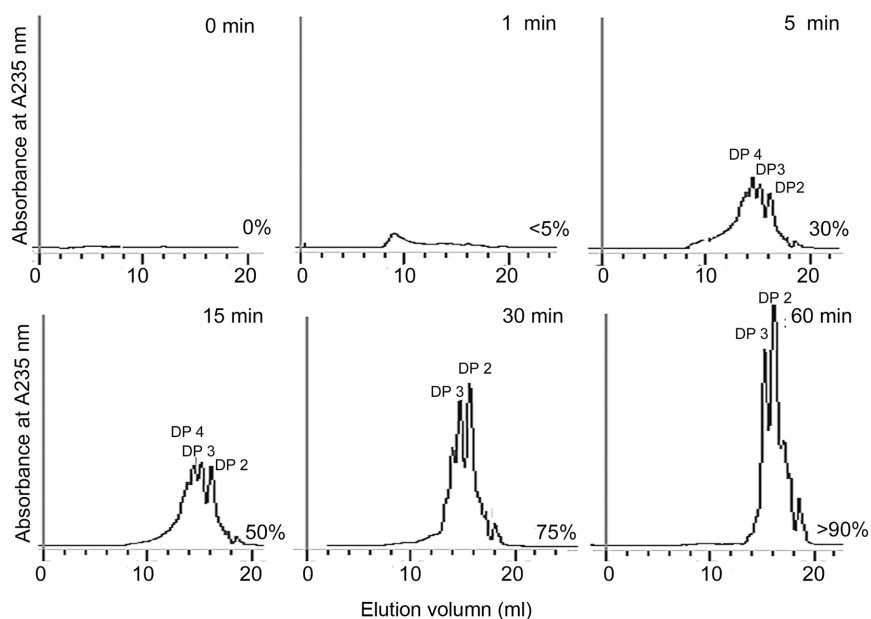 Absorbance at A235 nm
0 min
0%
0 10 20
1 min
<5%
0 10 20
5 min
DP 4
DP3
DP2
30%
0 10 20
Absorbance at A235 nm
15 min
DP 4
DP 3
DP 2
50%
0 10 20
30 min
DP 2
DP 3
75%
0 10 20
60 min
DP 2
DP 3
>90%
0 10 20
Elution volumn (ml)